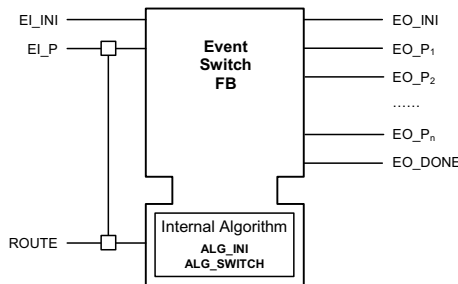 EI_INI
EI_P
ROUTE
Event
Switch
FB
Internal Algorithm
ALG_INI
ALG_SWITCH
EO_INI
EO_P1
EO_P2
......
EO_Pn
EO_DONE